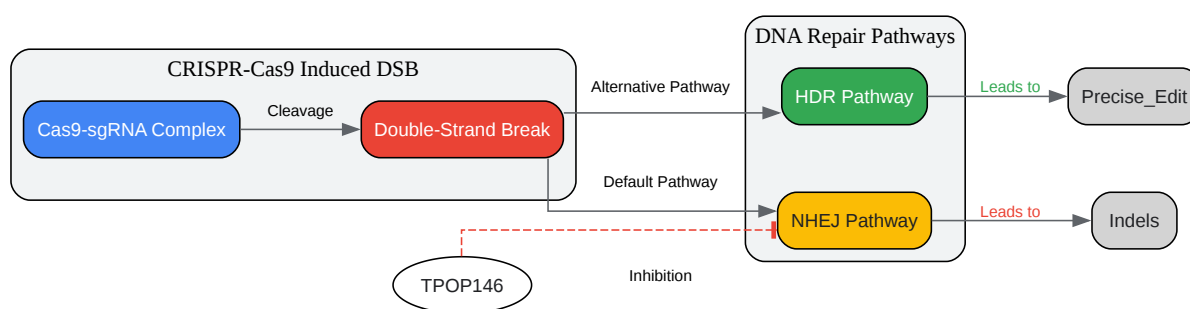 DNA Repair Pathways
CRISPR-Cas9 Induced DSB
Cas9-sgRNA Complex
Cleavage
Double-Strand Break
Alternative Pathway
HDR Pathway
Leads to
Precise_Edit
Default Pathway
NHEJ Pathway
Leads to
Indels
TPOP146
Inhibition